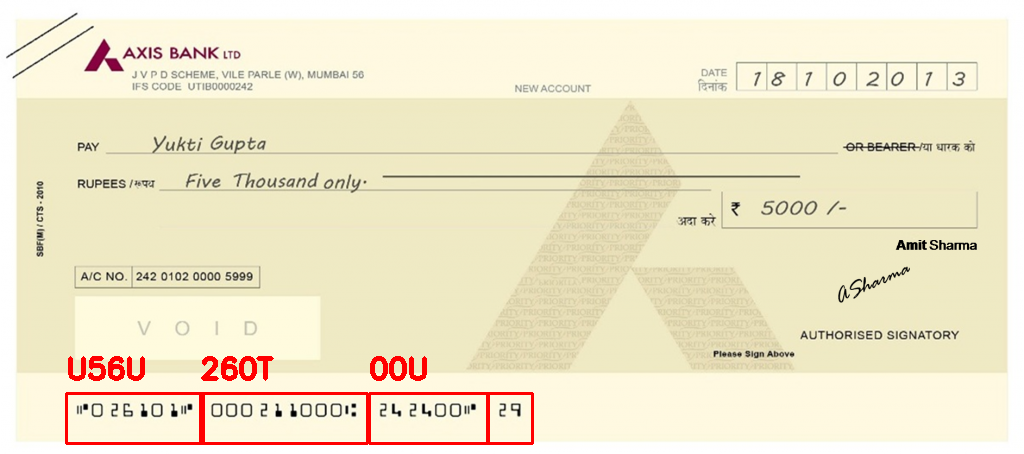 AXIS BANK LTD
J V P D SCHEME, VILE PARLE (W), MUMBAI 56
IFS CODE UTIB0000242
NEW ACCOUNT
DATE
दिनांक
1 8 1 0 2 0 1 3
PAY Yukti Gupta OR BEARER/या धारक को
RUPEES / रूपय Five Thousand only.
अदा करे ₹ 5000 /-
SBF(M) / CTS - 2010
Amit Sharma
A/C NO. 242 0102 0000 5999
ASharma
VOID
AUTHORISED SIGNATORY
Please Sign Above
U56U 260T 00U
⑈026101⑈ 000211000⑆ 242400⑈ 29
PRIORITY